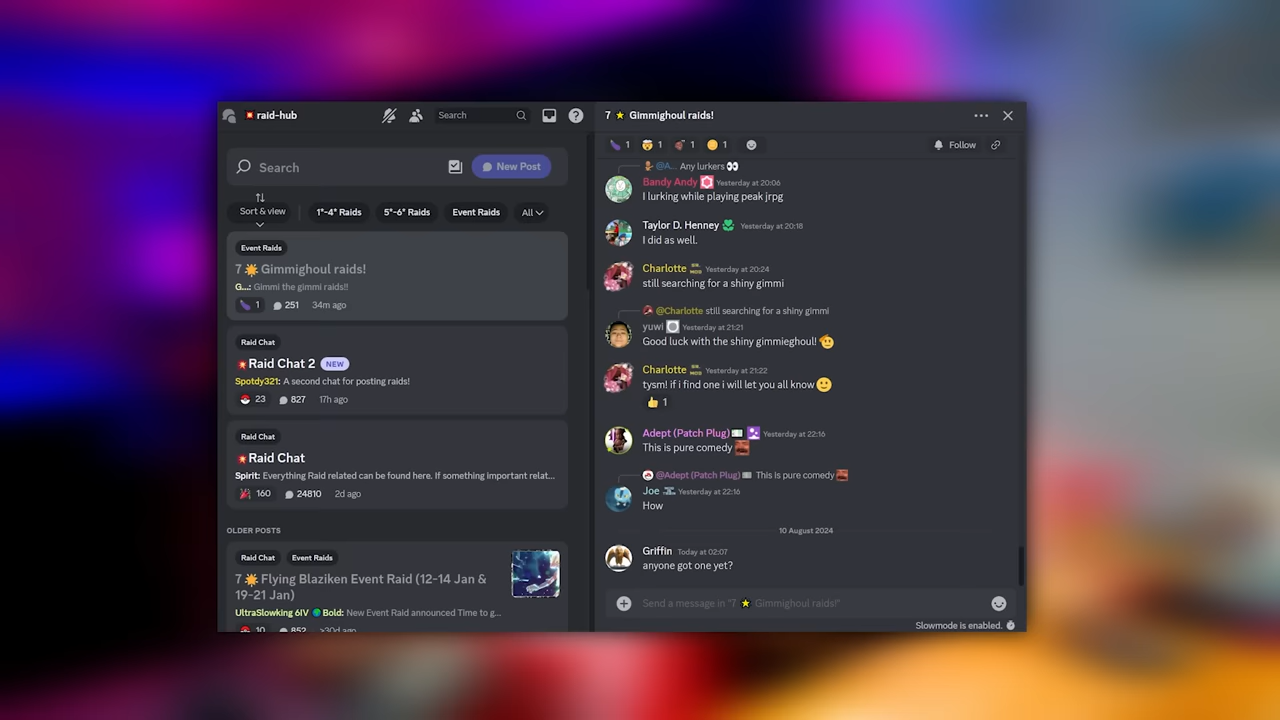 raid-hub
Search
Search
New Post
Sort & view
1*-4* Raids
5*-6* Raids
Event Raids
All
Event Raids
7 Gimmighoul raids!
G...: Gimmi the gimmi raids!!
1 251 34m ago
Raid Chat
Raid Chat 2 NEW
Spotdy321: A second chat for posting raids!
23 827 17h ago
Raid Chat
Raid Chat
Spirit: Everything Raid related can be found here. If something important relat...
160 24810 2d ago
OLDER POSTS
Raid Chat Event Raids
7 Flying Blaziken Event Raid (12-14 Jan &
19-21 Jan)
UltraSlowking 6IV Bold: New Event Raid announced Time to g...
10 852 >30d ago
7 Gimmighoul raids!
1 1 1 1
Follow
@A... Any lurkers
Bandy Andy Yesterday at 20:06
I lurking while playing peak jrpg
Taylor D. Henney Yesterday at 20:18
I did as well.
Charlotte Yesterday at 20:24
still searching for a shiny gimmi
@Charlotte still searching for a shiny gimmi
yuwi Yesterday at 21:21
Good luck with the shiny gimmieghoul!
Charlotte Yesterday at 21:22
tysm! if i find one i will let you all know
1
Adept (Patch Plug) Yesterday at 22:16
This is pure comedy
@Adept (Patch Plug) This is pure comedy
Joe Yesterday at 22:16
How
10 August 2024
Griffin Today at 02:07
anyone got one yet?
Send a message in "7 Gimmighoul raids!"
Slowmode is enabled.